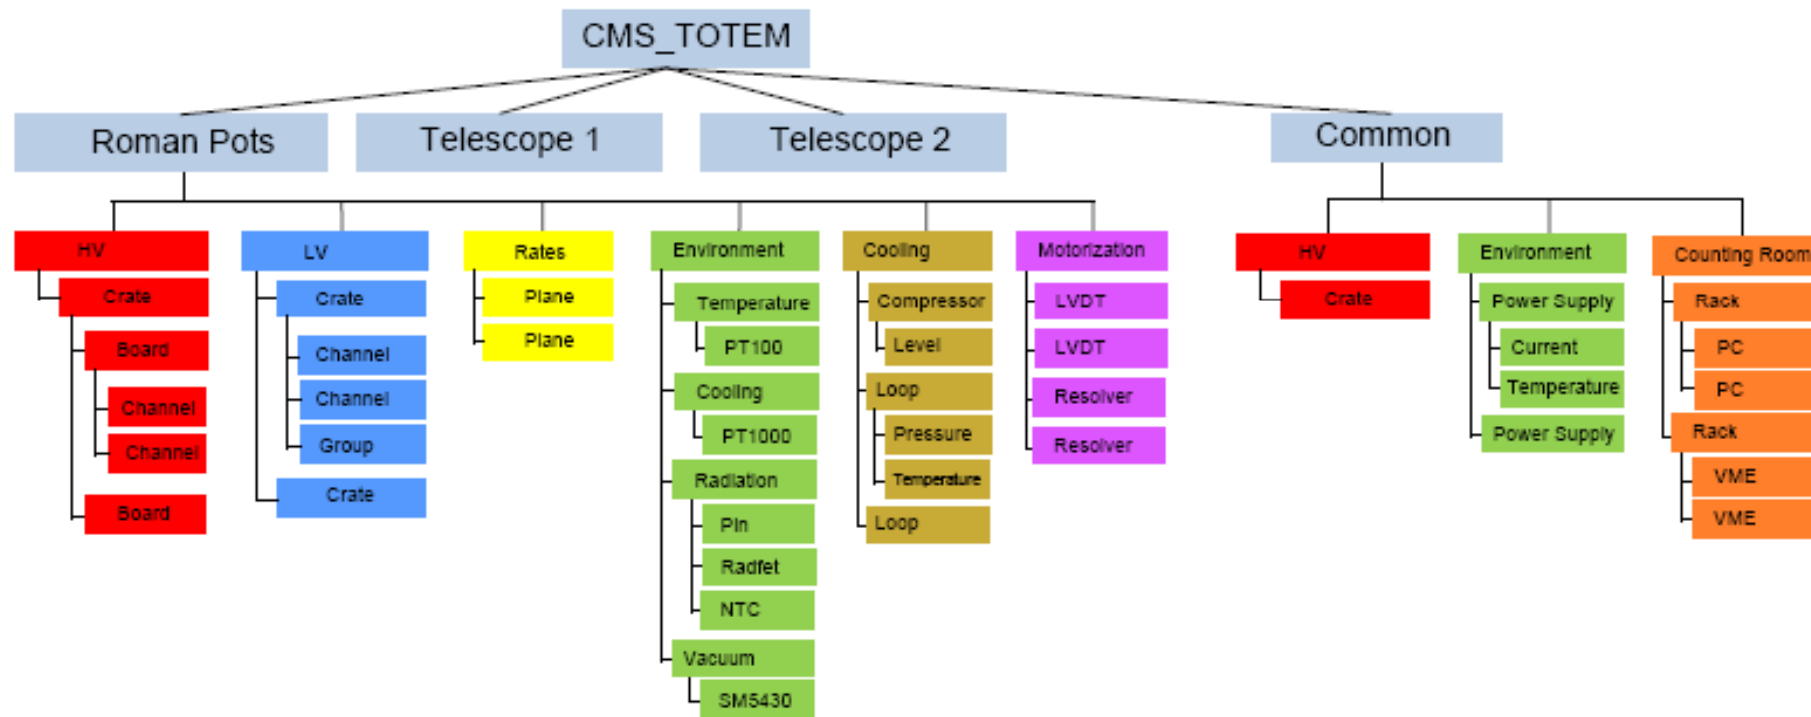 CMS_TOTEM
Roman Pots
Telescope 1
Telescope 2
Common
HV
Crate
Board
Channel
Channel
Board
LV
Crate
Channel
Channel
Group
Crate
Rates
Plane
Plane
Environment
Temperature
PT100
Cooling
PT1000
Radiation
Pin
Radfet
NTC
Vacuum
SM5430
Cooling
Compressor
Level
Loop
Pressure
Temperature
Loop
Motorization
LVDT
LVDT
Resolver
Resolver
HV
Crate
Environment
Power Supply
Current
Temperature
Power Supply
Counting Room
Rack
PC
PC
Rack
VME
VME